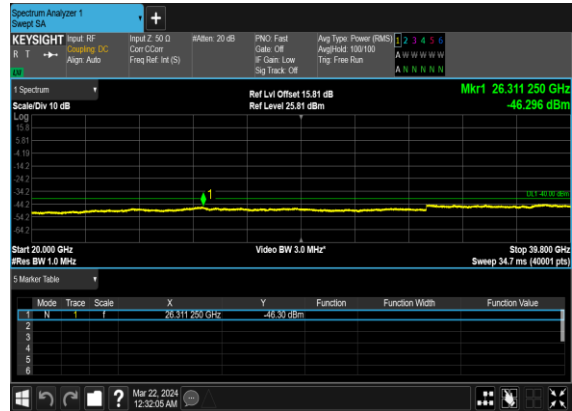 Spectrum Analyzer 1
Swept SA
+
KEYSIGHT Input: RF Input Z: 50 Ω #Atten: 20 dB PNO: Fast Avg Type: Power (RMS) 1 2 3 4 5 6
R T Coupling: DC Corr CCorr Gate: Off Avg|Hold: 100/100 A W W W W W
Align: Auto Freq Ref: Int (S) IF Gain: Low Trig: Free Run
LW Sig Track: Off A N N N N N
1 Spectrum Ref Lvl Offset 15.81 dB Mkr1 26.311 250 GHz
Scale/Div 10 dB Ref Level 25.81 dBm -46.296 dBm
Log
15.8
5.81
-4.19
-14.2
-24.2
-34.2
1
DL1 -40.00 dBm
-44.2
-54.2
-64.2
Start 20.000 GHz Video BW 3.0 MHz* Stop 39.800 GHz
#Res BW 1.0 MHz Sweep 34.7 ms (40001 pts)
5 Marker Table
Mode Trace Scale X Y Function Function Width Function Value
1 N 1 f 26.311 250 GHz -46.30 dBm
2
3
4
5
6
? Mar 22, 2024
12:32:05 AM